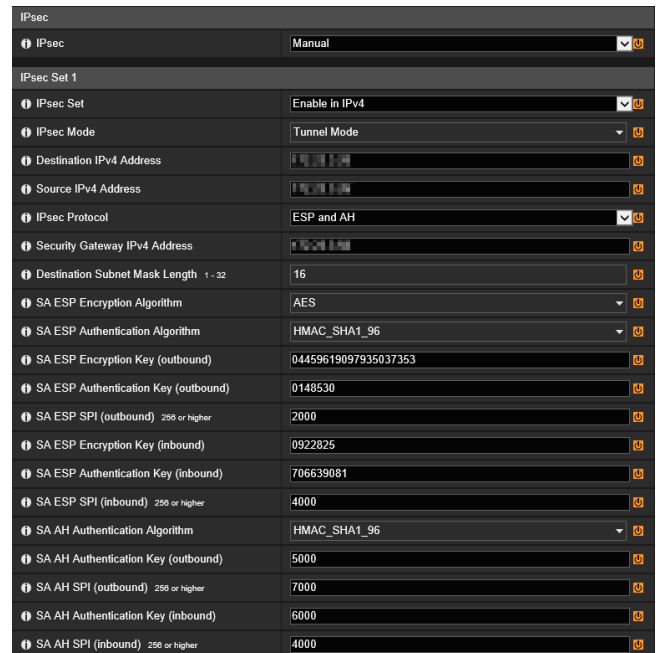 IPsec
IPsec Manual
IPsec Set 1
IPsec Set Enable in IPv4
IPsec Mode Tunnel Mode
Destination IPv4 Address
Source IPv4 Address
IPsec Protocol ESP and AH
Security Gateway IPv4 Address
Destination Subnet Mask Length 1 - 32 16
SA ESP Encryption Algorithm AES
SA ESP Authentication Algorithm HMAC_SHA1_96
SA ESP Encryption Key (outbound) 04459619097935037353
SA ESP Authentication Key (outbound) 0148530
SA ESP SPI (outbound) 256 or higher 2000
SA ESP Encryption Key (inbound) 0922825
SA ESP Authentication Key (inbound) 706639081
SA ESP SPI (inbound) 256 or higher 4000
SA AH Authentication Algorithm HMAC_SHA1_96
SA AH Authentication Key (outbound) 5000
SA AH SPI (outbound) 256 or higher 7000
SA AH Authentication Key (inbound) 6000
SA AH SPI (inbound) 256 or higher 4000